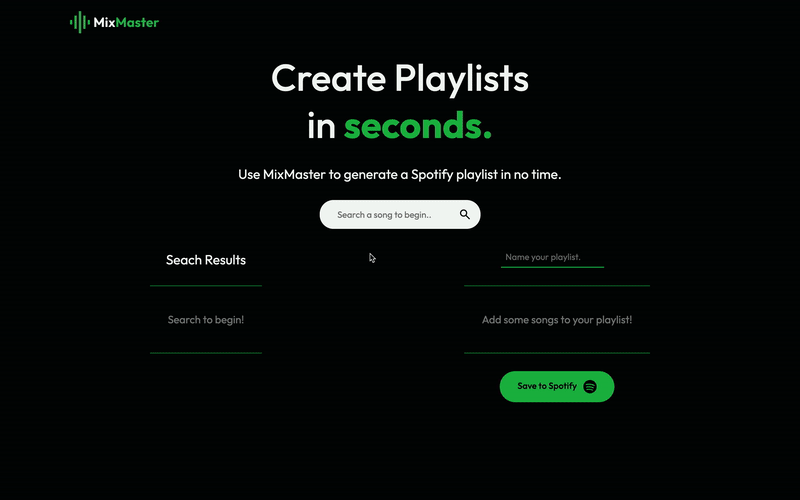 MixMaster
Create Playlists
in seconds.
Use MixMaster to generate a Spotify playlist in no time.
Search a song to begin..
Seach Results
Name your playlist.
Search to begin!
Add some songs to your playlist!
Save to Spotify